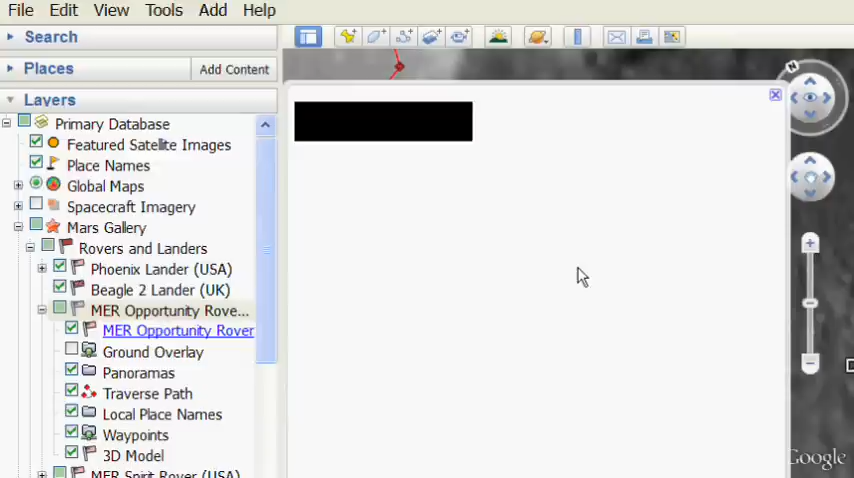 File Edit View Tools Add Help
Search
Places Add Content
Layers
Primary Database
Featured Satellite Images
Place Names
Global Maps
Spacecraft Imagery
Mars Gallery
Rovers and Landers
Phoenix Lander (USA)
Beagle 2 Lander (UK)
MER Opportunity Rove...
MER Opportunity Rover
Ground Overlay
Panoramas
Traverse Path
Local Place Names
Waypoints
3D Model
MER Spirit Rover (USA)
N
Google